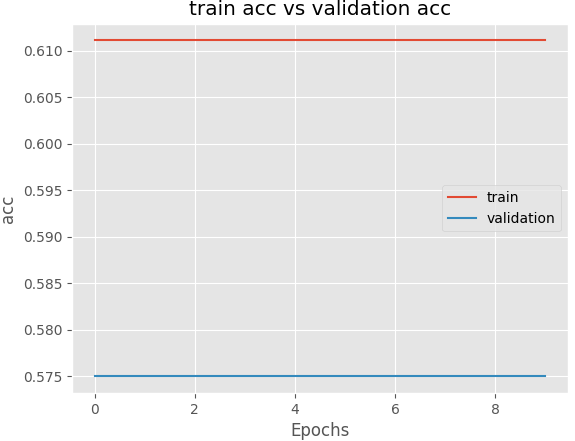 train acc vs validation acc
0.610
0.605
0.600
0.595
0.590
0.585
0.580
0.575
acc
train
validation
0 2 4 6 8
Epochs